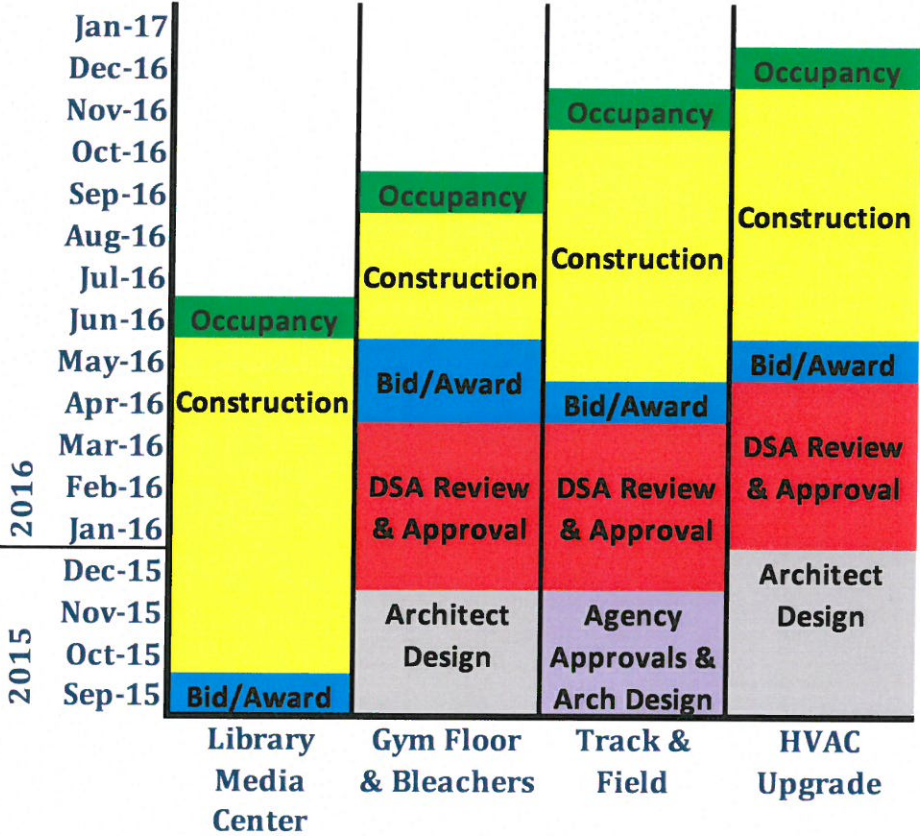 Jan-17
Dec-16
Nov-16
Oct-16
Sep-16
Aug-16
Jul-16
Jun-16
May-16
Apr-16
Mar-16
Feb-16
Jan-16
Dec-15
Nov-15
Oct-15
Sep-15
2016
2015
Occupancy
Construction
Bid/Award
Library
Media
Center
Occupancy
Construction
Bid/Award
DSA Review
& Approval
Architect
Design
Gym Floor
& Bleachers
Occupancy
Construction
Bid/Award
DSA Review
& Approval
Agency
Approvals &
Arch Design
Track &
Field
Occupancy
Construction
Bid/Award
DSA Review
& Approval
Architect
Design
HVAC
Upgrade